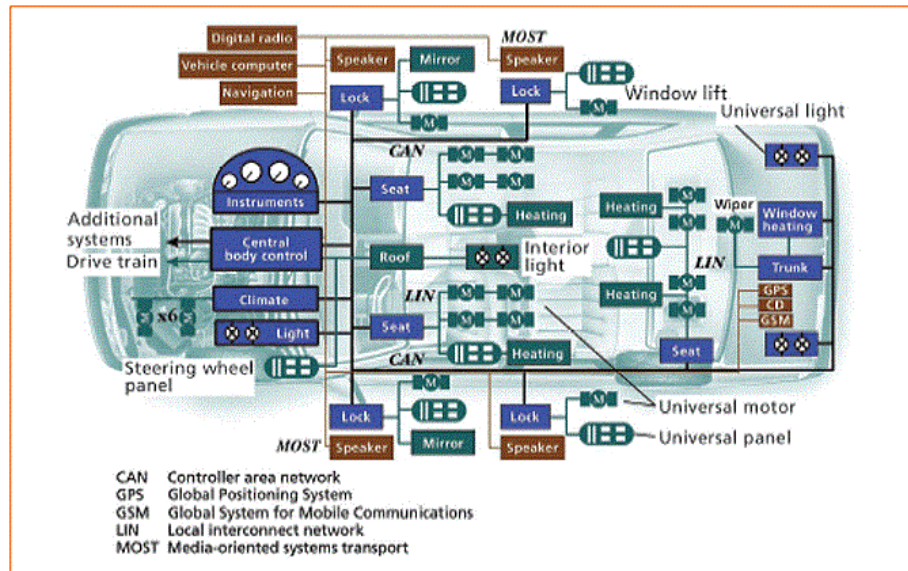 MOST
Digital radio
Vehicle computer
Navigation
Speaker
Mirror
Speaker
Lock
Lock
Window lift
Universal light
M
M
CAN
M
M
Seat
M
M
Heating
Instruments
Additional
systems
Drive train
Central
body control
Roof
Interior
light
Heating
M
M
Wiper
M
Window
heating
LIN
Trunk
GPS
CD
GSM
Climate
x6
Light
LIN
M
M
Seat
M
M
CAN
Heating
Heating
M
M
Seat
Steering wheel
panel
Lock
M
Mirror
MOST
Speaker
Lock
M
Speaker
Universal motor
Universal panel
CAN Controller area network
GPS Global Positioning System
GSM Global System for Mobile Communications
LIN Local interconnect network
MOST Media-oriented systems transport